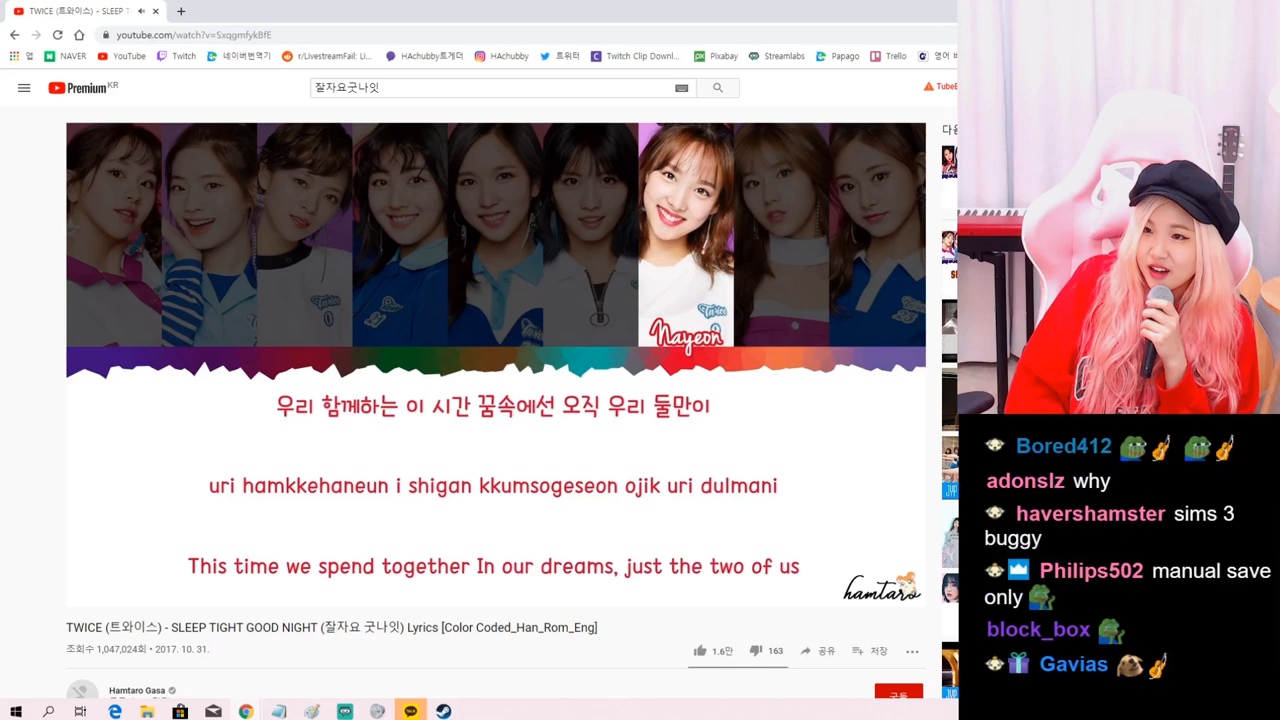 TWICE (트와이스) - SLEEP T
youtube.com/watch?v=SxqgmfykBfE
앱
NAVER
YouTube
Twitch
네이버번역기
r/LivestreamFail: Li...
HAchubby트게더
HAchubby
트위터
Twitch Clip Downl...
Pixabay
Streamlabs
Papago
Trello
Premium KR
잘자요굿나잇
TubeB
Nayeon
Twice
우리 함께하는 이 시간 꿈속에선 오직 우리 둘만이
uri hamkkehaneun i shigan kkumsogeseon ojik uri dulmani
This time we spend together In our dreams, just the two of us
hamtaro
TWICE (트와이스) - SLEEP TIGHT GOOD NIGHT (잘자요 굿나잇) Lyrics [Color Coded_Han_Rom_Eng]
조회수 1,047,024회 • 2017. 10. 31.
1.6만
163
공유
저장
Hamtaro Gasa
Bored412
adonslz why
havershamster sims 3
buggy
Philips502 manual save
only
block_box
Gavias